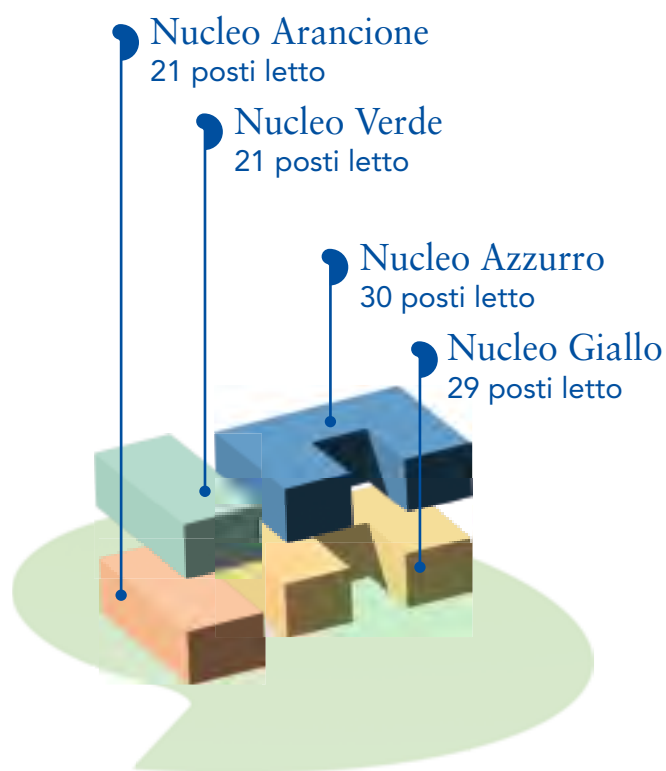 Nucleo Arancione
21 posti letto
Nucleo Verde
21 posti letto
Nucleo Azzurro
30 posti letto
Nucleo Giallo
29 posti letto